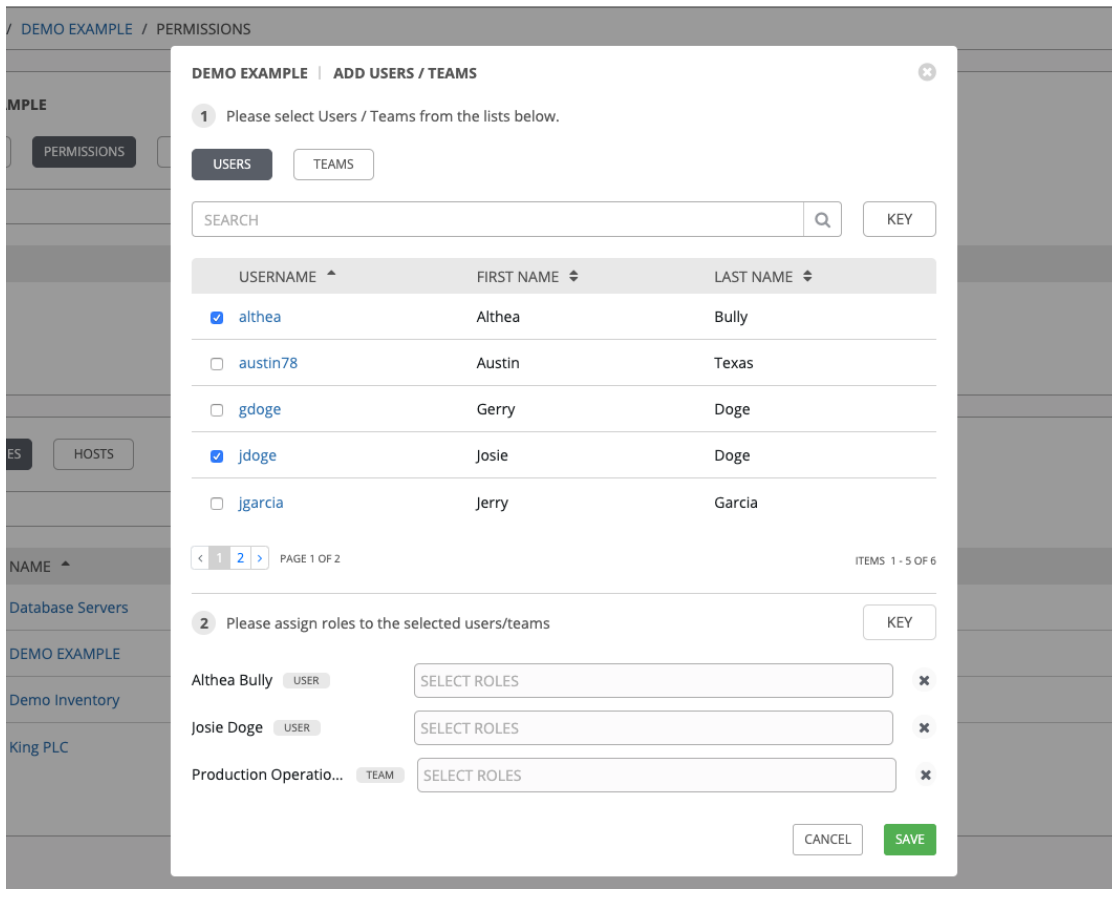 / DEMO EXAMPLE / PERMISSIONS
DEMO EXAMPLE | ADD USERS / TEAMS
1 Please select Users / Teams from the lists below.
PERMISSIONS
USERS TEAMS
SEARCH KEY
USERNAME FIRST NAME LAST NAME
althea Althea Bully
austin78 Austin Texas
gdoge Gerry Doge
jdoge Josie Doge
HOSTS
jgarcia Jerry Garcia
1 2 PAGE 1 OF 2 ITEMS 1 - 5 OF 6
NAME
Database Servers
2 Please assign roles to the selected users/teams KEY
DEMO EXAMPLE
Althea Bully USER SELECT ROLES
Demo Inventory
Josie Doge USER SELECT ROLES
King PLC
Production Operatio... TEAM SELECT ROLES
CANCEL SAVE